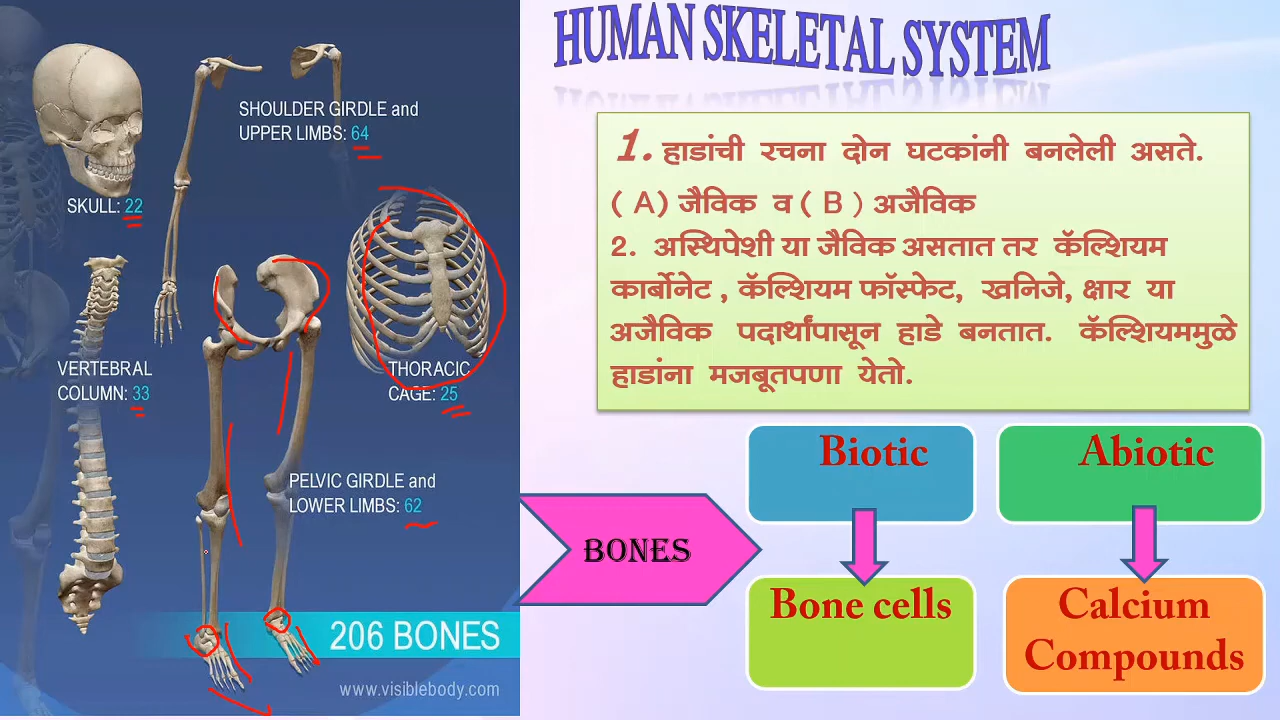 HUMAN SKELETAL SYSTEM
SHOULDER GIRDLE and
UPPER LIMBS: 64
SKULL: 22
THORACIC
CAGE: 25
VERTEBRAL
COLUMN: 33
PELVIC GIRDLE and
LOWER LIMBS: 62
206 BONES
www.visiblebody.com
1. हाडांची रचना दोन घटकांनी बनलेली असते.
( A) जैविक व ( B ) अजैविक
2. अस्थिपेशी या जैविक असतात तर कॅल्शियम
कार्बोनेट , कॅल्शियम फॉस्फेट, खनिजे, क्षार या
अजैविक पदार्थांपासून हाडे बनतात. कॅल्शियममुळे
हाडांना मजबूतपणा येतो.
BONES
Biotic
Abiotic
Bone cells
Calcium
Compounds